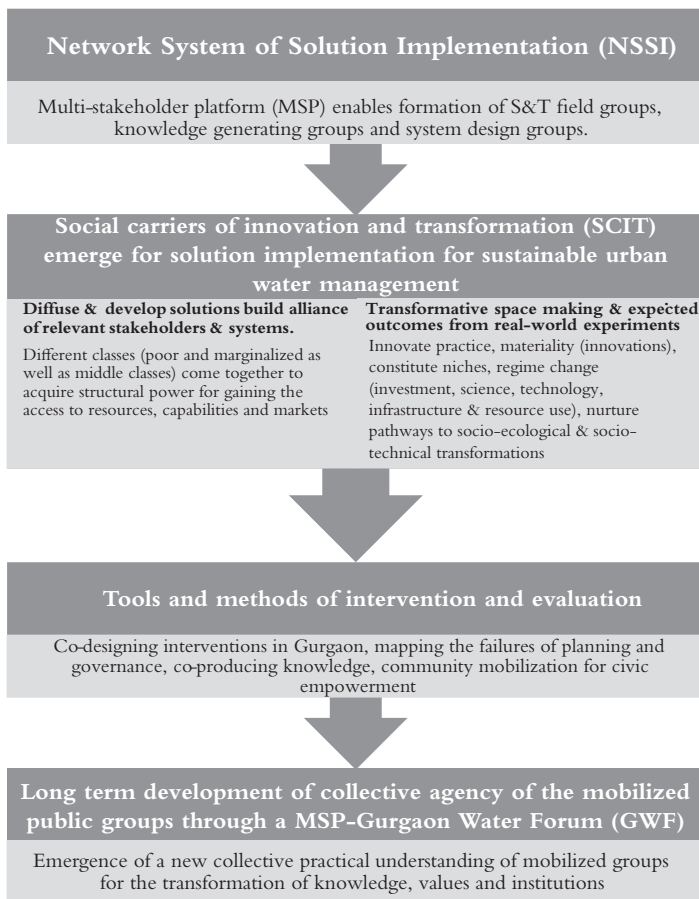 Network System of Solution Implementation (NSSI)
Multi-stakeholder platform (MSP) enables formation of S&T field groups,
knowledge generating groups and system design groups.
Social carriers of innovation and transformation (SCIT)
emerge for solution implementation for sustainable urban
water management
Diffuse & develop solutions build alliance
of relevant stakeholders & systems.
Different classes (poor and marginalized as
well as middle classes) come together to
acquire structural power for gaining the
access to resources, capabilities and markets
Transformative space making & expected
outcomes from real-world experiments
Innovate practice, materiality (innovations),
constitute niches, regime change
(investment, science, technology,
infrastructure & resource use), nurture
pathways to socio-ecological & socio-
technical transformations
Tools and methods of intervention and evaluation
Co-designing interventions in Gurgaon, mapping the failures of planning and
governance, co-producing knowledge, community mobilization for civic
empowerment
Long term development of collective agency of the mobilized
public groups through a MSP-Gurgaon Water Forum (GWF)
Emergence of a new collective practical understanding of mobilized groups
for the transformation of knowledge, values and institutions